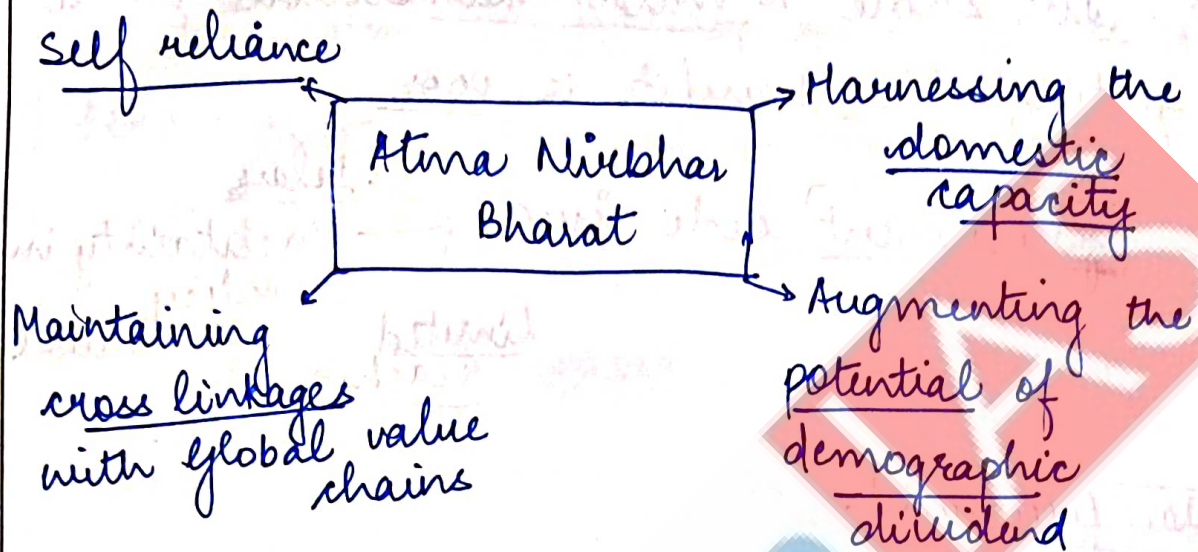 Self reliance
Atma Nirbhar
Bharat
Harnessing the
domestic
capacity
Maintaining
cross linkages
with global value
chains
Augmenting the
potential of
demographic
dividend
IAS